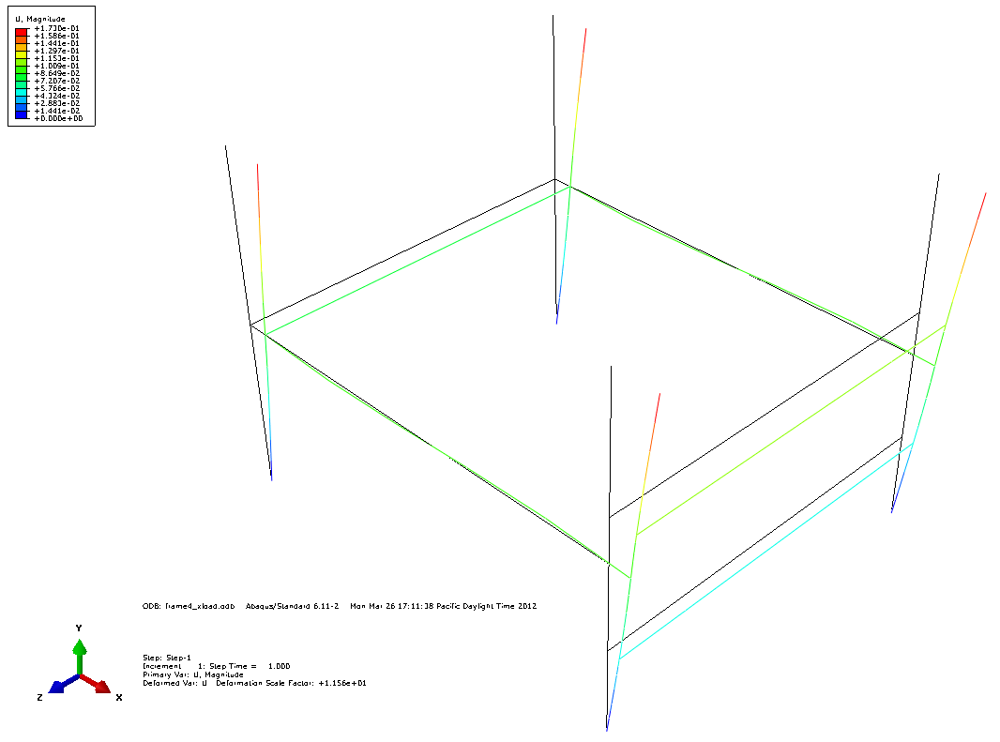 U, Magnitude
+1.730e-01
+1.586e-01
+1.441e-01
+1.297e-01
+1.153e-01
+1.009e-01
+8.649e-02
+7.207e-02
+5.766e-02
+4.324e-02
+2.883e-02
+1.441e-02
+0.000e+00
ODB: frame4_xload.odb Abaqus/Standard 6.11-2 Mon Mar 26 17:11:38 Pacific Daylight Time 2012
Y
Z
X
Step: Step-1
Increment 1: Step Time = 1.000
Primary Var: U, Magnitude
Deformed Var: U Deformation Scale Factor: +1.156e+01